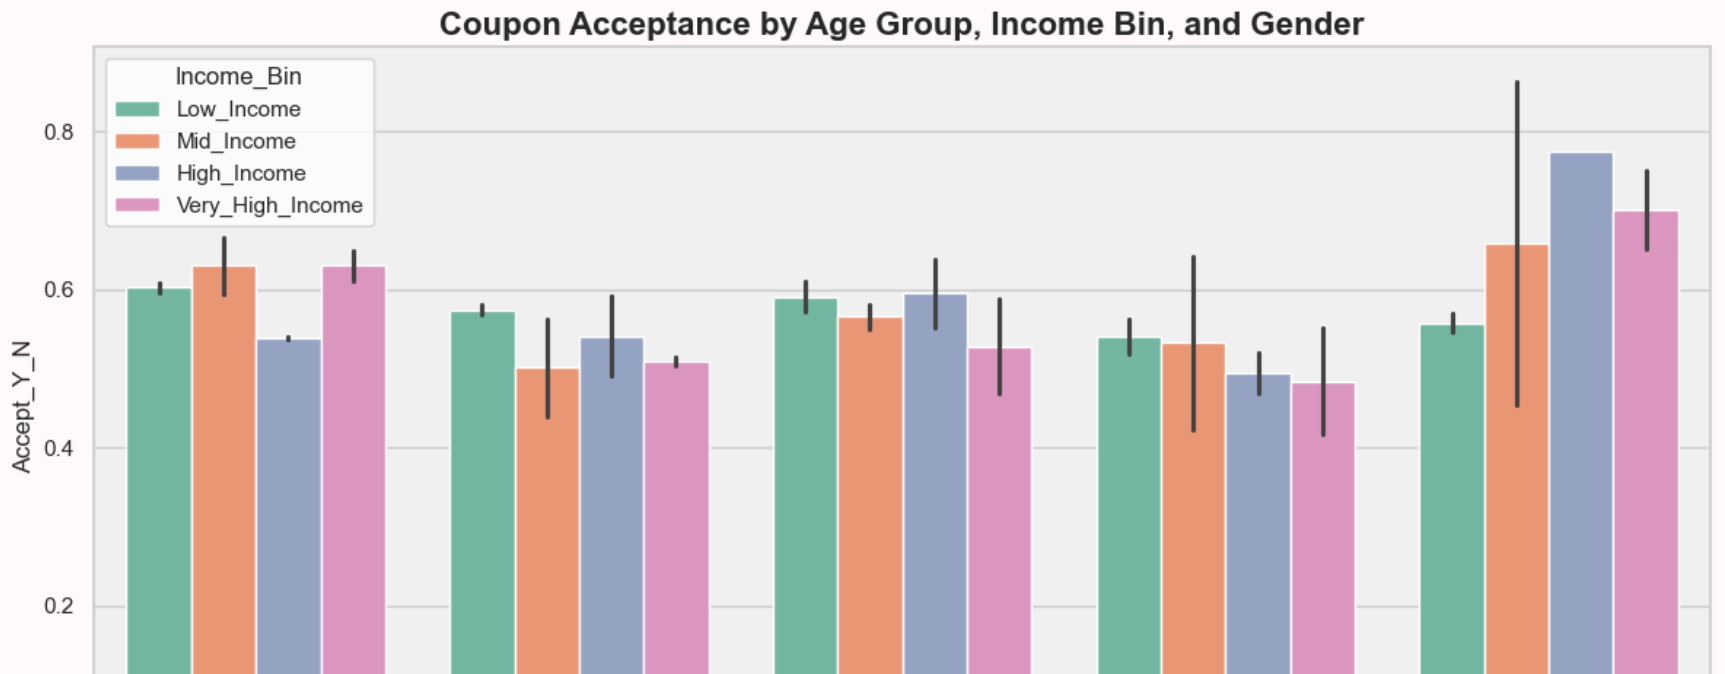 Coupon Acceptance by Age Group, Income Bin, and Gender
Income_Bin
Low_Income
Mid_Income
High_Income
Very_High_Income
0.8
0.6
0.4
0.2
Accept_Y_N